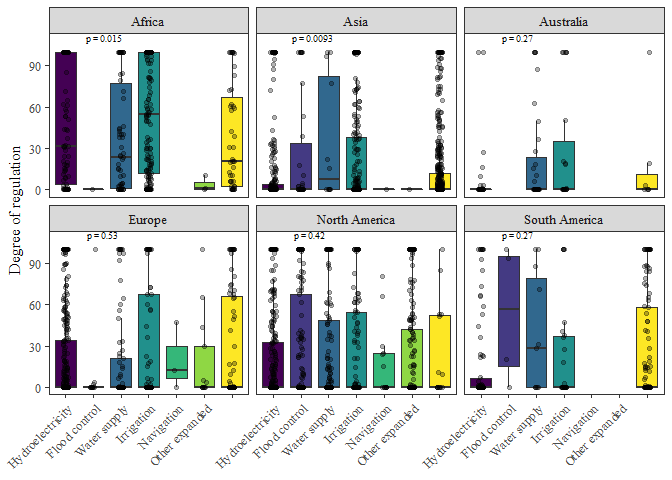 Africa
Asia
Australia
p = 0.015
p = 0.0093
p = 0.27
90
60
30
0
Degree of regulation
Europe
North America
South America
p = 0.53
p = 0.42
p = 0.27
90
60
30
0
Hydroelectricity
Flood control
Water supply
Irrigation
Navigation
Other expanded
Hydroelectricity
Flood control
Water supply
Irrigation
Navigation
Other expanded
Hydroelectricity
Flood control
Water supply
Irrigation
Navigation
Other expanded